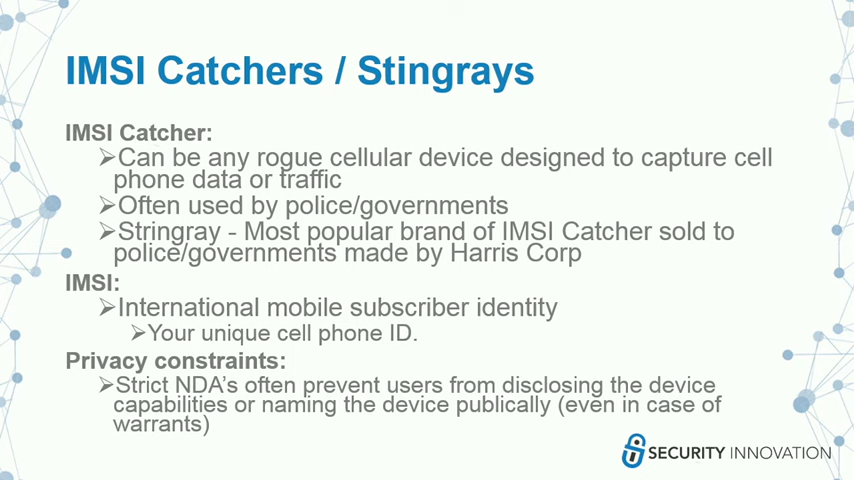 IMSI Catchers / Stingrays
IMSI Catcher:
➢Can be any rogue cellular device designed to capture cell
phone data or traffic
➢Often used by police/governments
➢Stingray - Most popular brand of IMSI Catcher sold to
police/governments made by Harris Corp
IMSI:
➢International mobile subscriber identity
➢Your unique cell phone ID.
Privacy constraints:
➢Strict NDA's often prevent users from disclosing the device
capabilities or naming the device publically (even in case of
warrants)
SECURITY INNOVATION